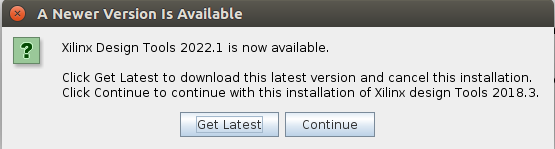 A Newer Version Is Available
Xilinx Design Tools 2022.1 is now available.
Click Get Latest to download this latest version and cancel this installation.
Click Continue to continue with this installation of Xilinx design Tools 2018.3.
Get Latest
Continue